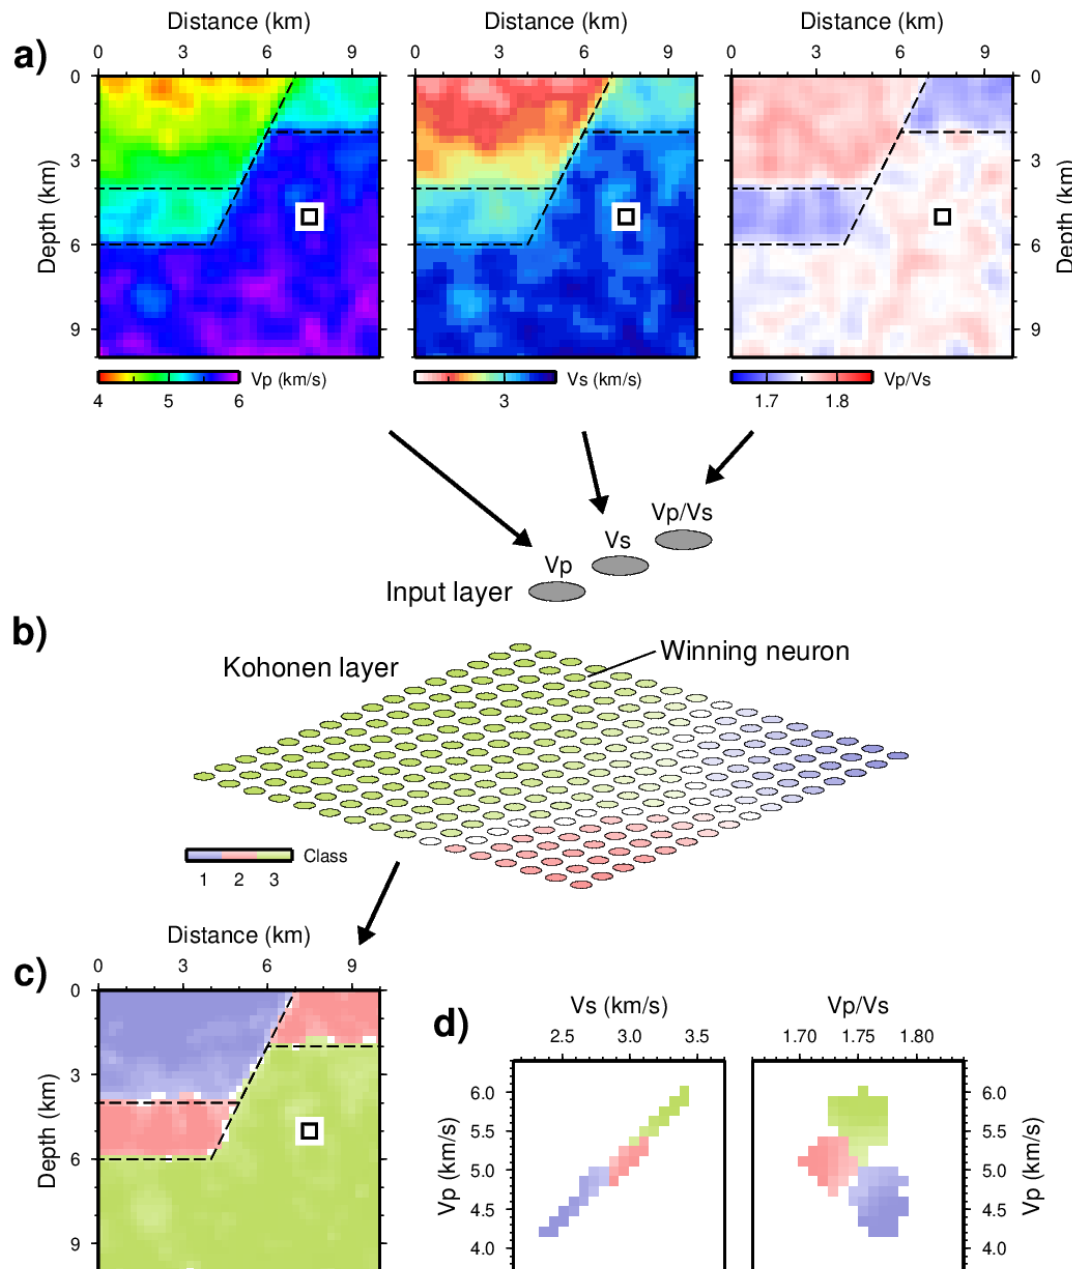 a)
Distance (km) Distance (km) Distance (km)
0 3 6 9 0 3 6 9 0 3 6 9
Depth (km)
0
3
6
9
0
3
6
9
Depth (km)
Vp (km/s)
4 5 6
Vs (km/s)
3
Vp/Vs
1.7 1.8
Vp/Vs
Vs
Vp
Input layer
b)
Kohonen layer
Winning neuron
Class
1 2 3
c)
Distance (km)
0 3 6 9
Depth (km)
0
3
6
9
d)
Vs (km/s) Vp/Vs
2.5 3.0 3.5 1.70 1.75 1.80
Vp (km/s)
6.0
5.5
5.0
4.5
4.0
6.0
5.5
5.0
4.5
4.0
Vp (km/s)